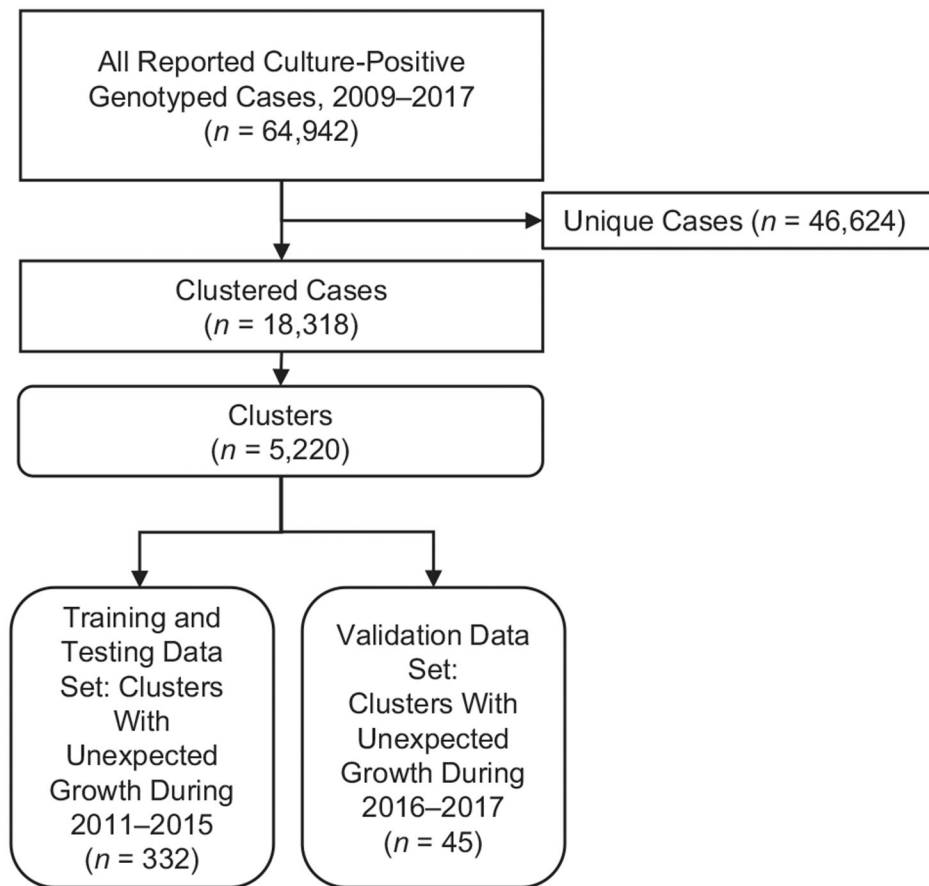 All Reported Culture-Positive
Genotyped Cases, 2009–2017
(n = 64,942)
Unique Cases (n = 46,624)
Clustered Cases
(n = 18,318)
Clusters
(n = 5,220)
Training and
Testing Data
Set: Clusters
With
Unexpected
Growth During
2011–2015
(n = 332)
Validation Data
Set:
Clusters With
Unexpected
Growth During
2016–2017
(n = 45)